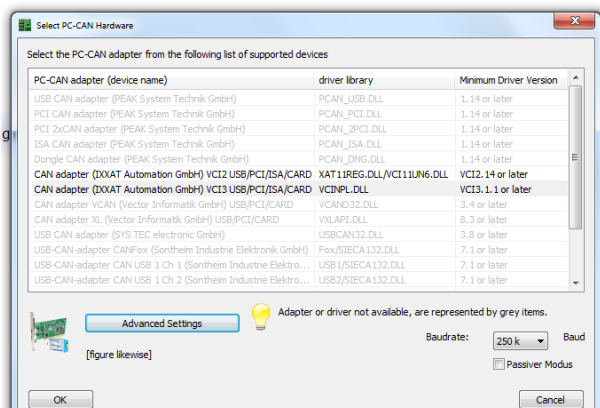 Select PC-CAN Hardware
Select the PC-CAN adapter from the following list of supported devices
PC-CAN adapter (device name) driver library Minimum Driver Version
USB CAN adapter (PEAK System Technik GmbH) PCAN_USB.DLL 1.14 or later
PCI CAN adapter (PEAK System Technik GmbH) PCAN_PCI.DLL 1.14 or later
PCI 2xCAN adapter (PEAK System Technik GmbH) PCAN_2PCI.DLL 1.14 or later
ISA CAN adapter (PEAK System Technik GmbH) PCAN_ISA.DLL 1.14 or later
Dongle CAN adapter (PEAK System Technik GmbH) PCAN_DNG.DLL 1.14 or later
CAN adapter (IXXAT Automation GmbH) VCI2 USB/PCI/ISA/CARD XAT11REG.DLL/VCI11UN6.DLL VCI2.14 or later
CAN adapter (IXXAT Automation GmbH) VCI3 USB/PCI/ISA/CARD VCINPL.DLL VCI3.1.1 or later
CAN adapter VCAN (Vector Informatik GmbH) USB/PCI/CARD VCAND32.DLL 3.4 or later
CAN adapter XL (Vector Informatik GmbH) USB/PCI/CARD VXLAPI.DLL 8.3 or later
USB CAN adapter (SYS TEC electronic GmbH) USBCAN32.DLL 3.8 or later
USB-CAN-adapter CANFox (Sontheim Industrie Elektronik GmbH) Fox/SIECA132.DLL 7.1 or later
USB-CAN-adapter CAN USB 1 Ch 1 (Sontheim Industrie Elektro... USB1/SIECA132.DLL 7.1 or later
USB-CAN-adapter CAN USB 1 Ch 2 (Sontheim Industrie Elektro... USB2/SIECA132.DLL 7.1 or later
Advanced Settings
Adapter or driver not available, are represented by grey items.
Baudrate: 250 k Baud
[figure likewise]
Passiver Modus
OK Cancel
g